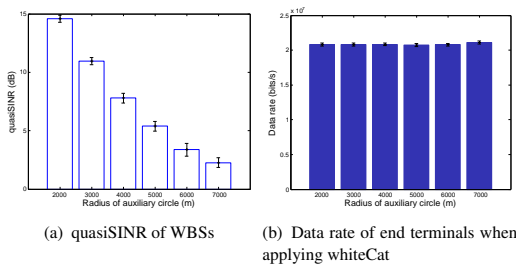 15
10
5
0
quasiSINR (dB)
2000 3000 4000 5000 6000 7000
Radius of auxiliary circle (m)
(a) quasiSINR of WBSs
x 10^7
2.5
2
1.5
1
0.5
0
Data rate (bits/s)
2000 3000 4000 5000 6000 7000
Radius of auxiliary circle (m)
(b) Data rate of end terminals when
applying whiteCat